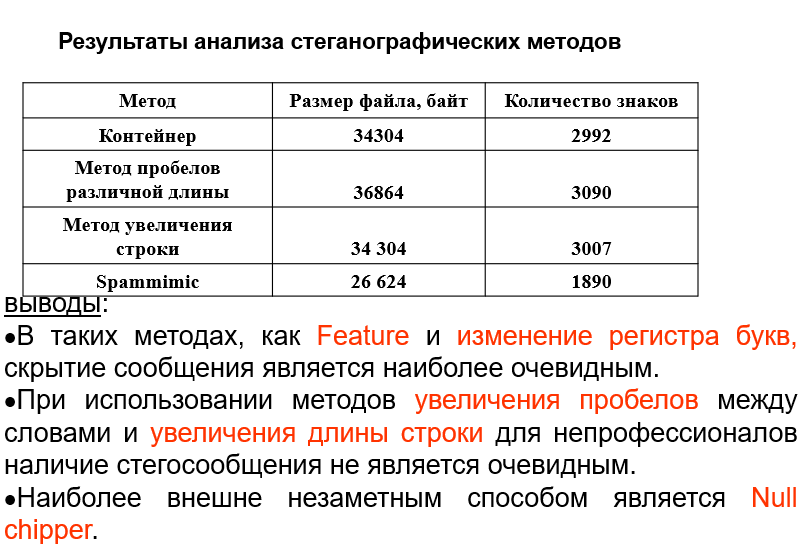 Результаты анализа стеганографических методов
Метод Размер файла, байт Количество знаков
Контейнер 34304 2992
Метод пробелов
различной длины 36864 3090
Метод увеличения
строки 34 304 3007
Spammimic 26 624 1890
выводы:
•В таких методах, как Feature и изменение регистра букв,
скрытие сообщения является наиболее очевидным.
•При использовании методов увеличения пробелов между
словами и увеличения длины строки для непрофессионалов
наличие стегосообщения не является очевидным.
•Наиболее внешне незаметным способом является Null
chipper.